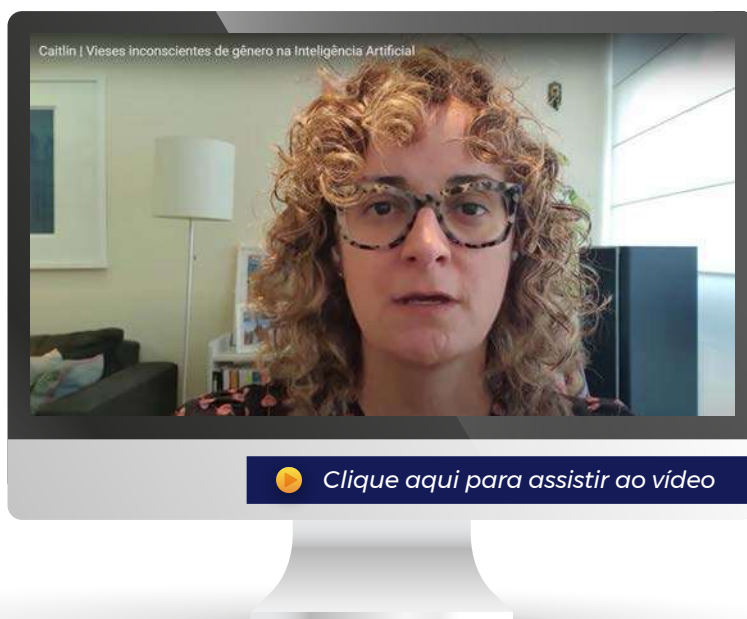 Caitlin | Vieses inconscientes de gênero na Inteligência Artificial
Clique aqui para assistir ao vídeo